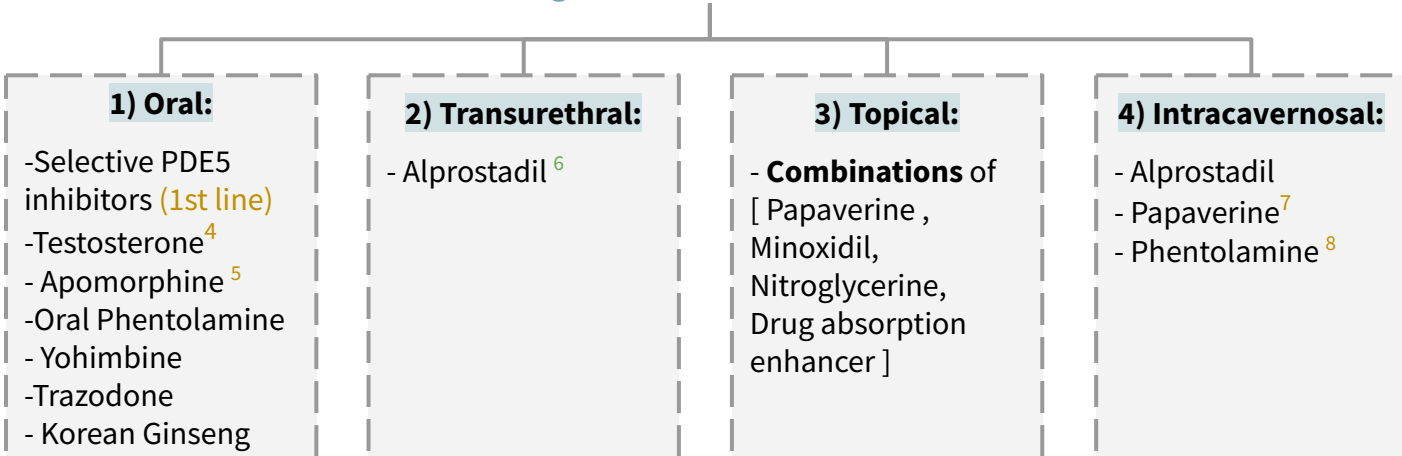 1) Oral:
-Selective PDE5
inhibitors (1st line)
-Testosterone⁴
- Apomorphine ⁵
-Oral Phentolamine
- Yohimbine
-Trazodone
- Korean Ginseng
2) Transurethral:
- Alprostadil ⁶
3) Topical:
- Combinations of
[ Papaverine ,
Minoxidil,
Nitroglycerine,
Drug absorption
enhancer ]
4) Intracavernosal:
- Alprostadil
- Papaverine⁷
- Phentolamine ⁸